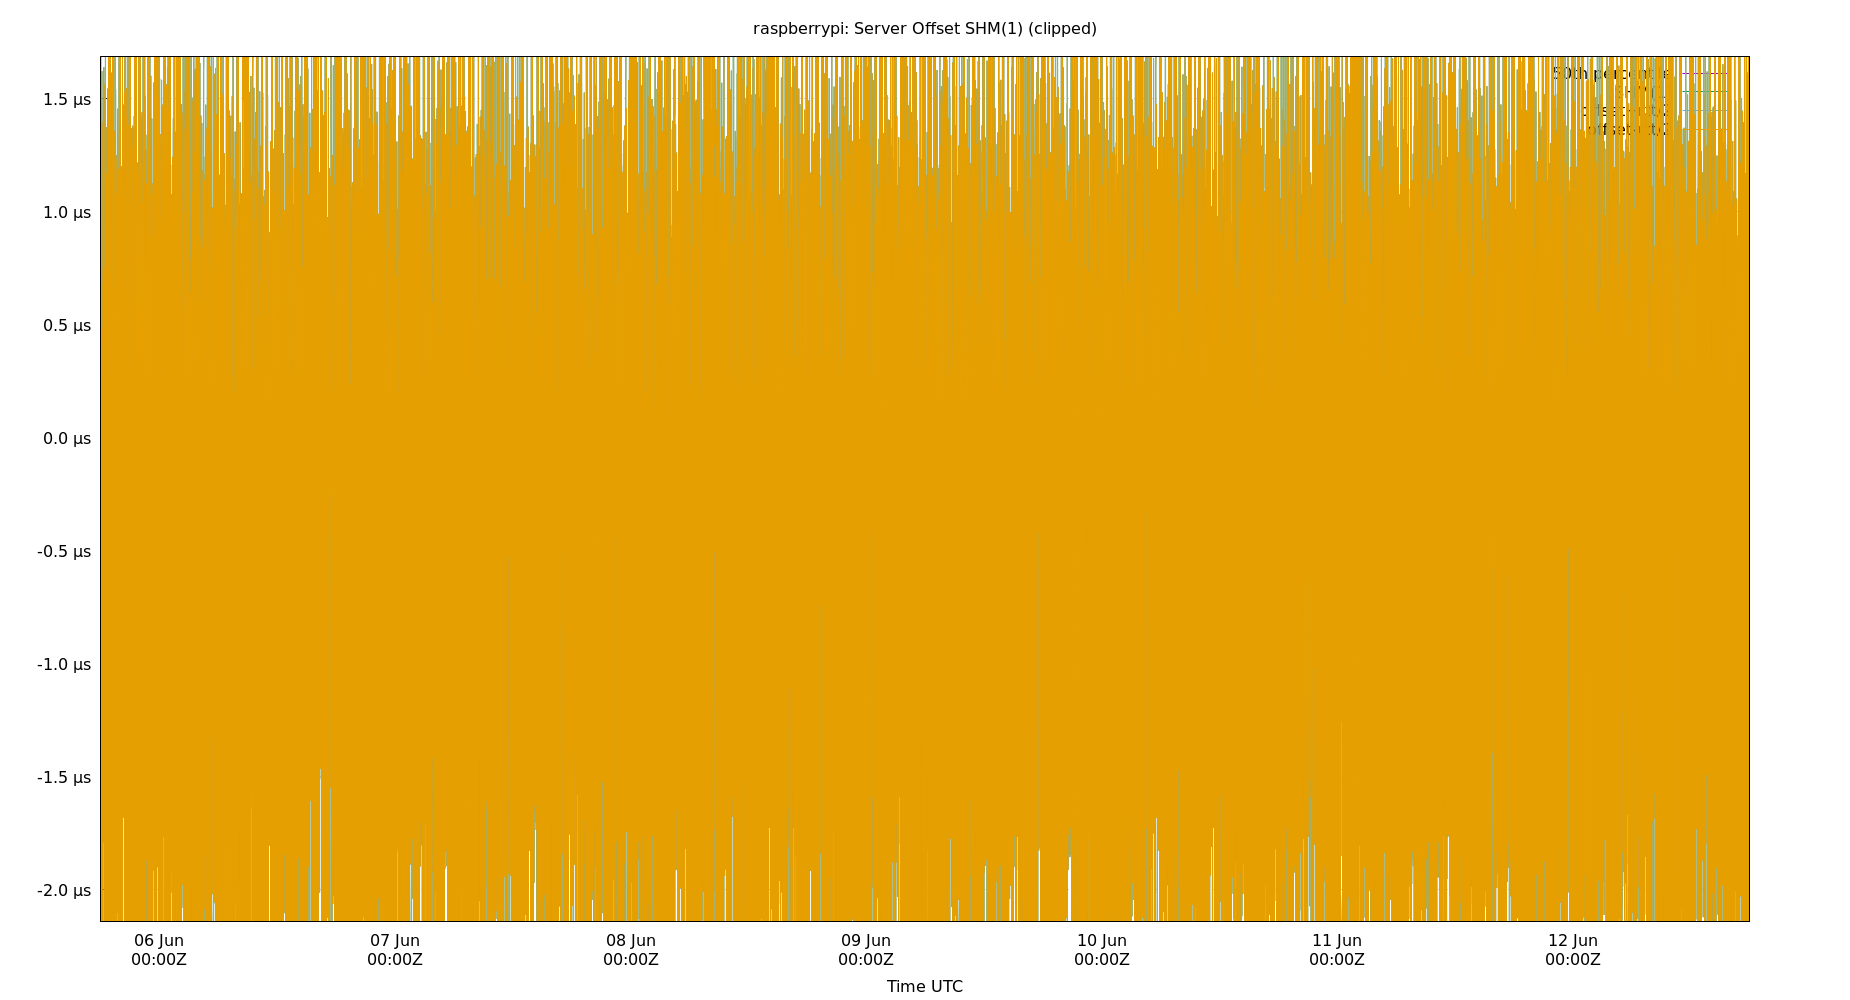 raspberrypi: Server Offset SHM(1) (clipped)
50th percentile
1.5 µs
1.0 µs
0.5 µs
0.0 µs
-0.5 µs
-1.0 µs
-1.5 µs
-2.0 µs
06 Jun 07 Jun 08 Jun 09 Jun 10 Jun 11 Jun 12 Jun
00:00Z 00:00Z 00:00Z 00:00Z 00:00Z 00:00Z 00:00Z
Time UTC